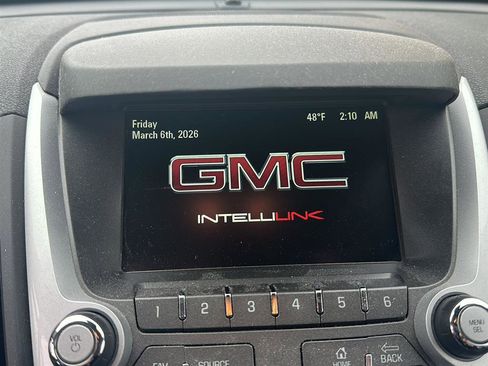 Friday 48°F 2:10 AM
March 6th, 2026
GMC
INTELLILINK
1 2 3 4 5 6
VOL
MENU
SEL
FAV SOURCE HOME BACK